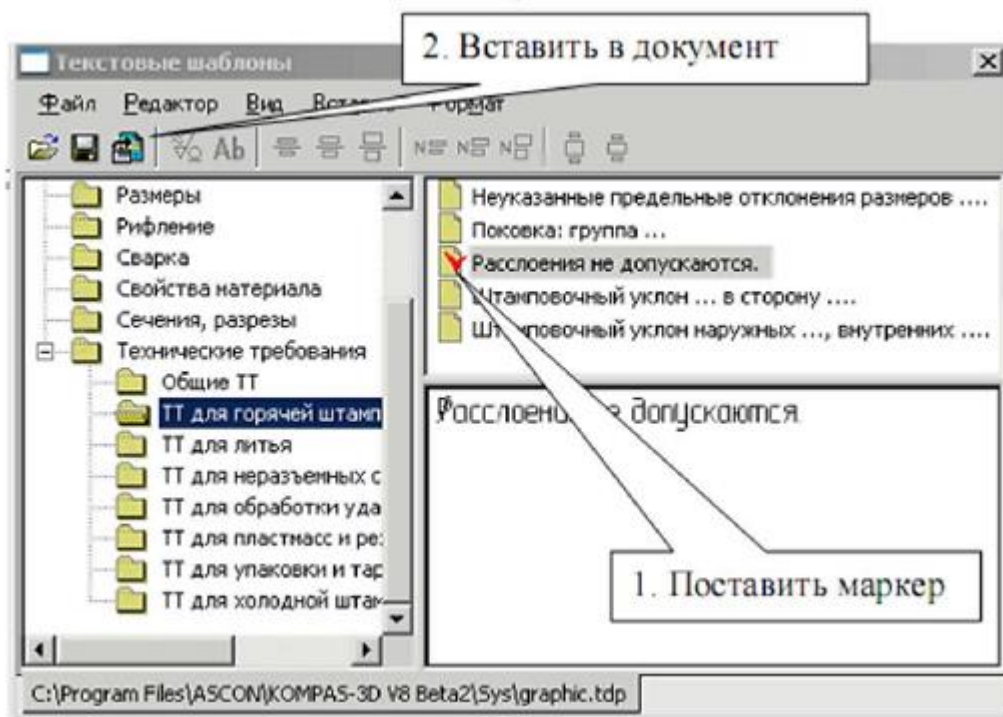 2. Вставить в документ
Текстовые шаблоны
Файл Редактор Вид
Ab
Размеры
Рифление
Сварка
Свойства материала
Сечения, разрезы
Технические требования
Общие ТТ
ТТ для горячей штамп
ТТ для литья
ТТ для неразъемных с
ТТ для обработки уда
ТТ для пластмасс и рез
ТТ для упаковки и тар
ТТ для холодной штам
Неуказанные предельные отклонения размеров ....
Поковка: группа ...
Расслоения не допускаются.
Штамповочный уклон ... в сторону ....
Штамповочный уклон наружных ..., внутренних ....
допускаются.
1. Поставить маркер
C:\Program Files\ASCON\KOMPAS-3D V8 Beta2\Sys\graphic.tdp